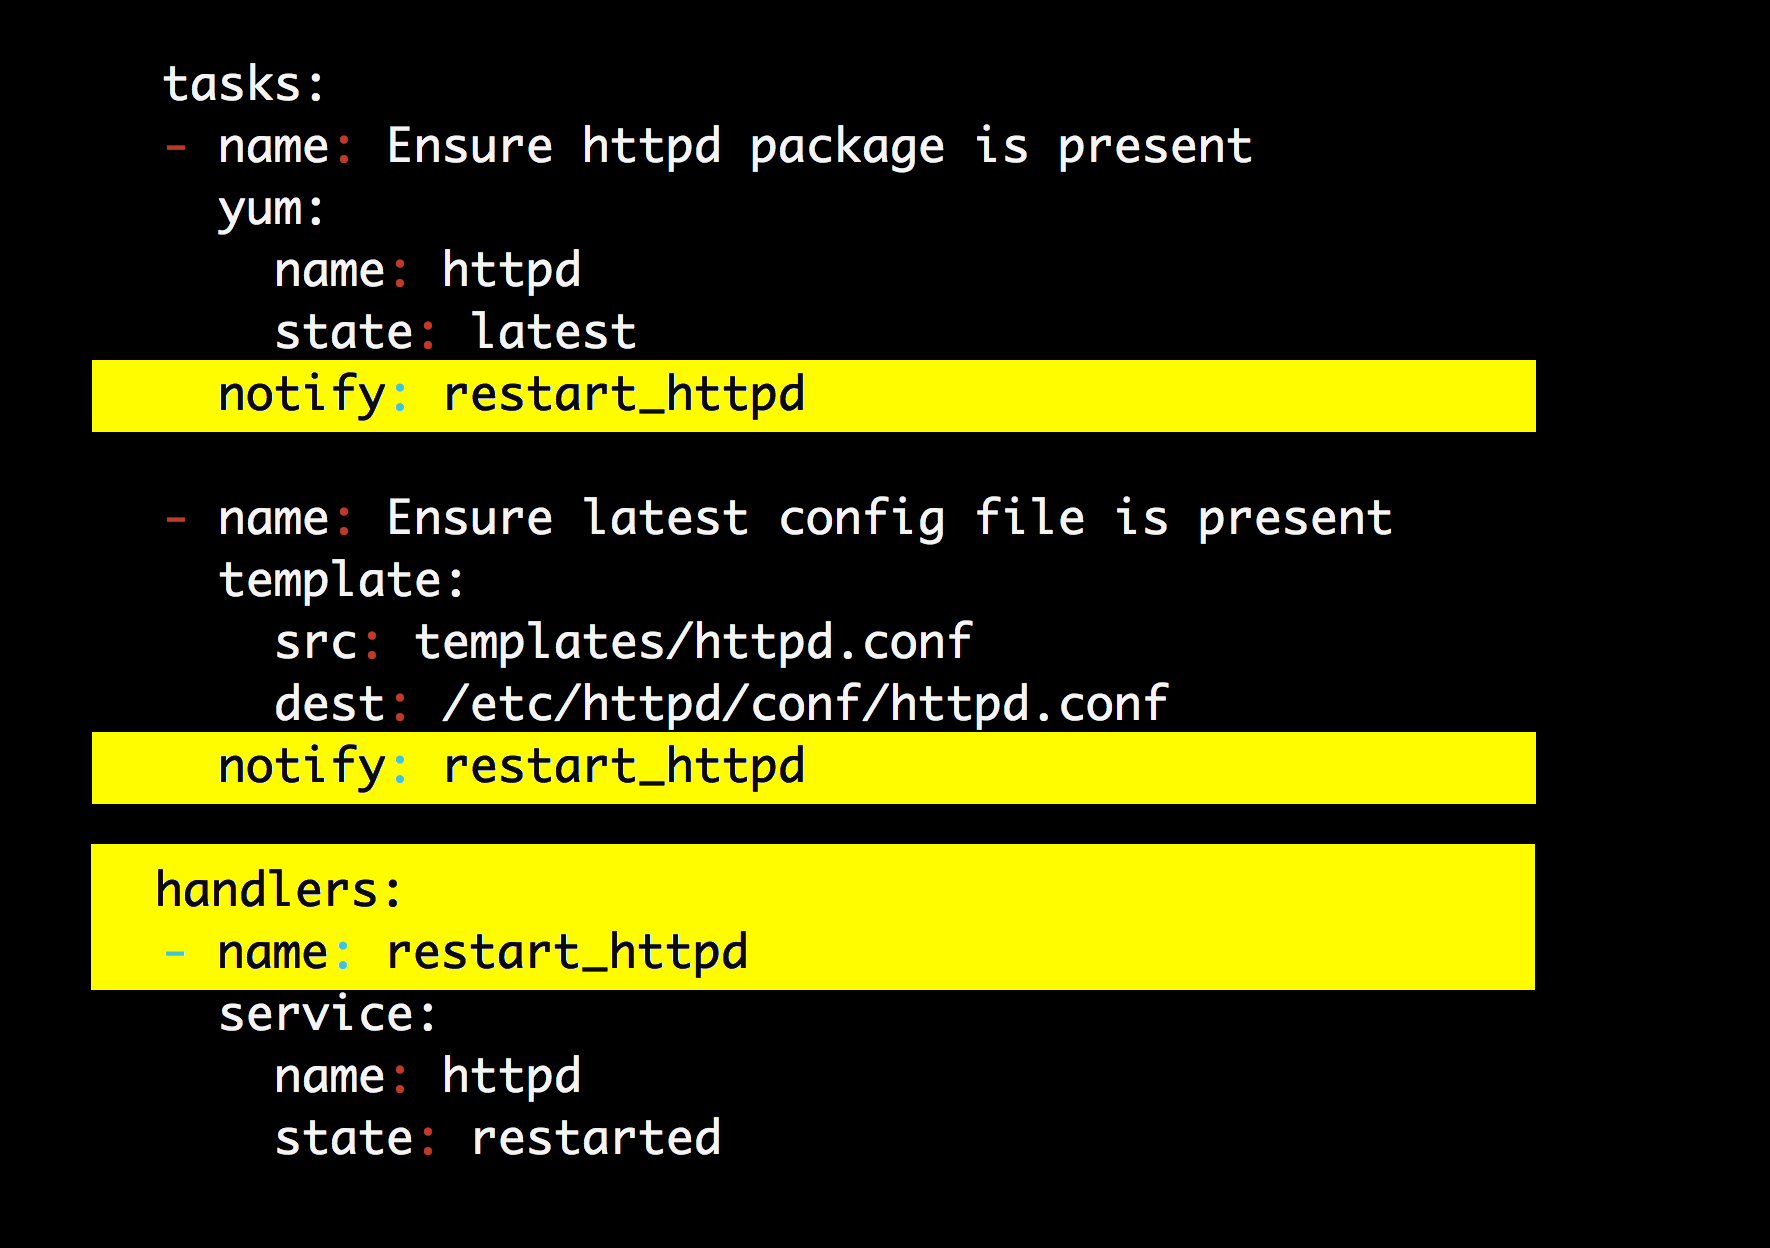 tasks:
- name: Ensure httpd package is present
  yum:
    name: httpd
    state: latest
  notify: restart_httpd

- name: Ensure latest config file is present
  template:
    src: templates/httpd.conf
    dest: /etc/httpd/conf/httpd.conf
  notify: restart_httpd

handlers:
- name: restart_httpd
  service:
    name: httpd
    state: restarted